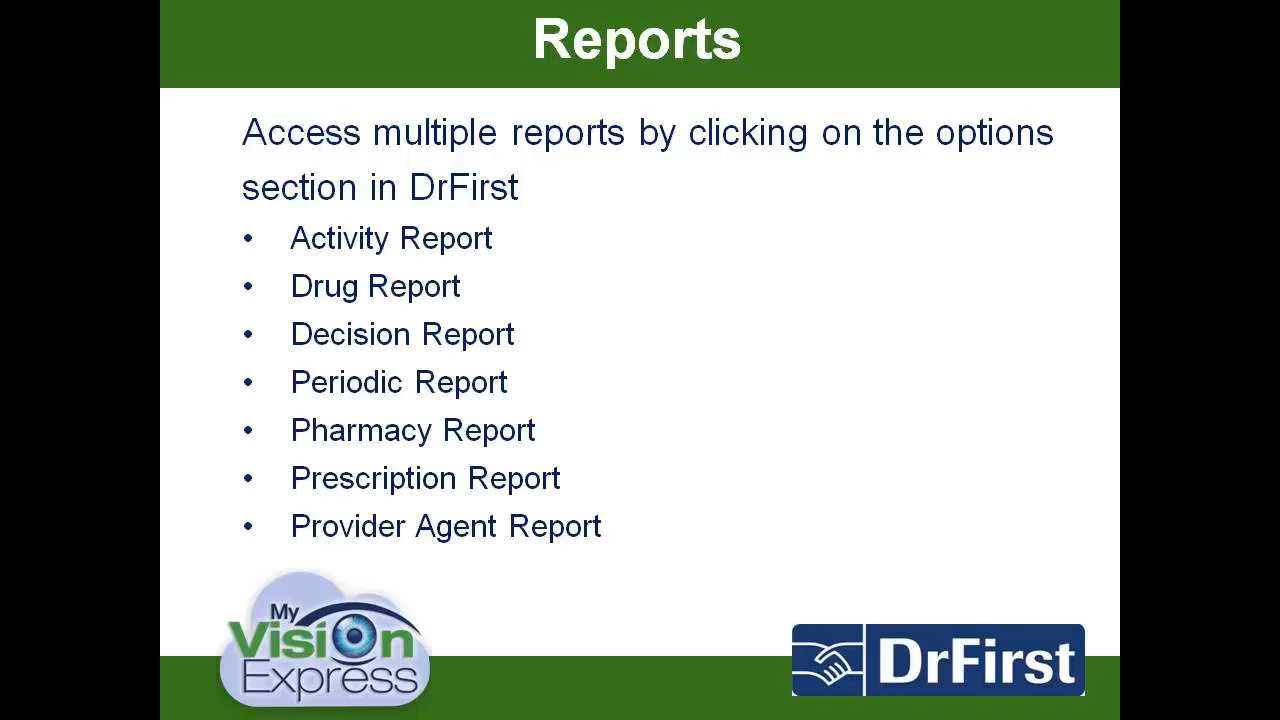 Reports
Access multiple reports by clicking on the options
section in DrFirst
• Activity Report
• Drug Report
• Decision Report
• Periodic Report
• Pharmacy Report
• Prescription Report
• Provider Agent Report
My
Vision
Express
DrFirst